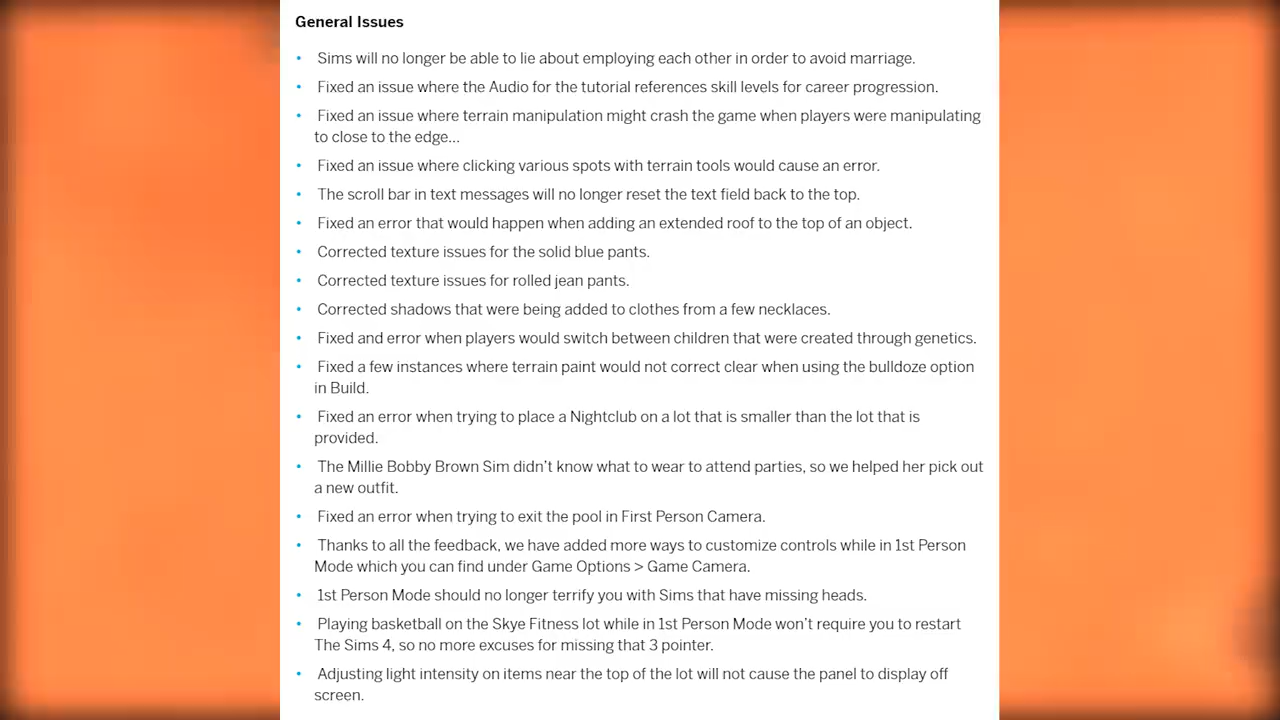 General Issues
• Sims will no longer be able to lie about employing each other in order to avoid marriage.
• Fixed an issue where the Audio for the tutorial references skill levels for career progression.
• Fixed an issue where terrain manipulation might crash the game when players were manipulating
to close to the edge...
• Fixed an issue where clicking various spots with terrain tools would cause an error.
• The scroll bar in text messages will no longer reset the text field back to the top.
• Fixed an error that would happen when adding an extended roof to the top of an object.
• Corrected texture issues for the solid blue pants.
• Corrected texture issues for rolled jean pants.
• Corrected shadows that were being added to clothes from a few necklaces.
• Fixed and error when players would switch between children that were created through genetics.
• Fixed a few instances where terrain paint would not correct clear when using the bulldoze option
in Build.
• Fixed an error when trying to place a Nightclub on a lot that is smaller than the lot that is
provided.
• The Millie Bobby Brown Sim didn't know what to wear to attend parties, so we helped her pick out
a new outfit.
• Fixed an error when trying to exit the pool in First Person Camera.
• Thanks to all the feedback, we have added more ways to customize controls while in 1st Person
Mode which you can find under Game Options > Game Camera.
• 1st Person Mode should no longer terrify you with Sims that have missing heads.
• Playing basketball on the Skye Fitness lot while in 1st Person Mode won't require you to restart
The Sims 4, so no more excuses for missing that 3 pointer.
• Adjusting light intensity on items near the top of the lot will not cause the panel to display off
screen.